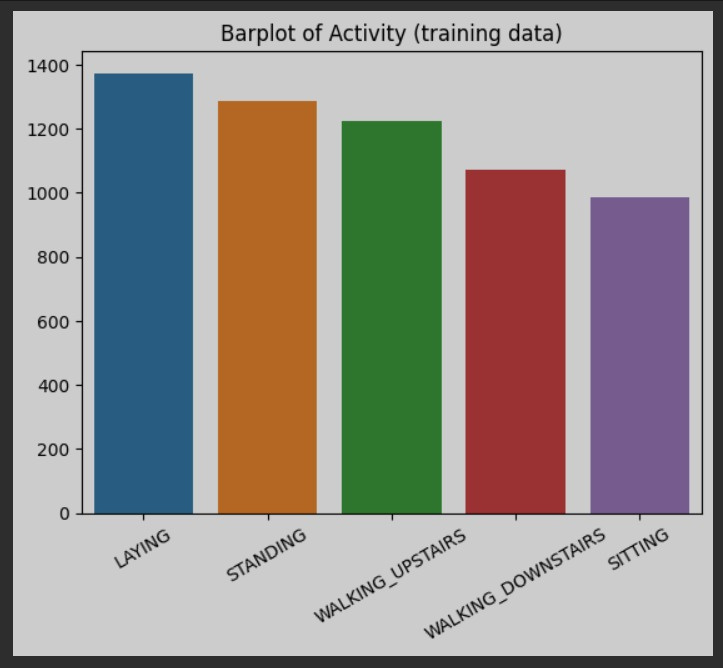 Barplot of Activity (training data)
1400
1200
1000
800
600
400
200
0
LAYING
STANDING
WALKING_UPSTAIRS
WALKING_DOWNSTAIRS
SITTING